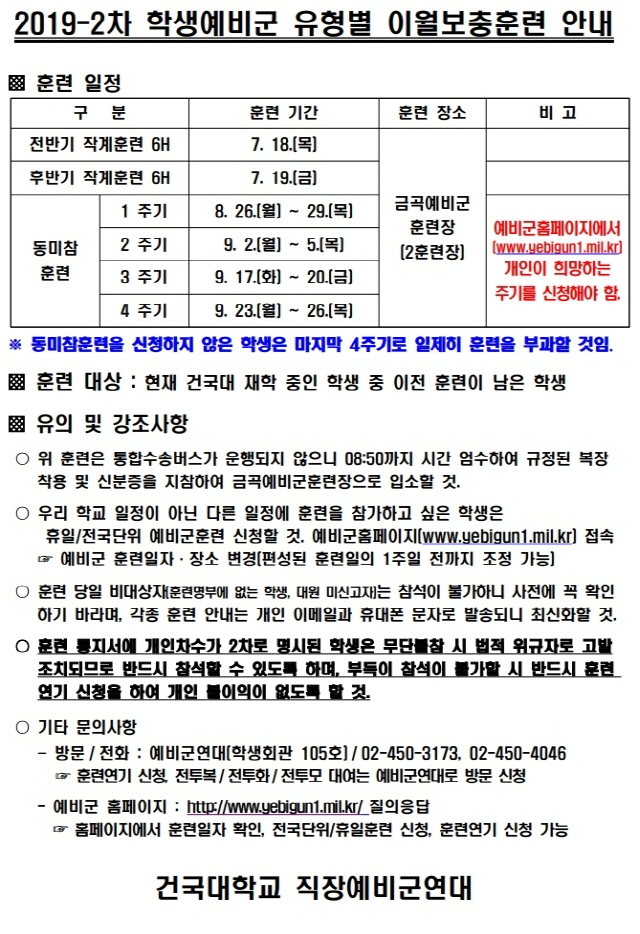 2019-2차 학생예비군 유형별 이월보충훈련 안내
▩ 훈련 일정
구 분 훈련 기간 훈련 장소 비 고
전반기 작계훈련 6H 7. 18.(목)
후반기 작계훈련 6H 7. 19.(금)
동미참 훈련
1 주기 8. 26.(월) ~ 29.(목)
2 주기 9. 2.(월) ~ 5.(목)
3 주기 9. 17.(화) ~ 20.(금)
4 주기 9. 23.(월) ~ 26.(목)
금곡예비군
훈련장
(2훈련장)
예비군홈페이지에서
(www.yebigun1.mil.kr)
개인이 희망하는
주기를 신청해야 함.
※ 동미참훈련을 신청하지 않은 학생은 마지막 4주기로 일제히 훈련을 부과할 것임.
▩ 훈련 대상 : 현재 건국대 재학 중인 학생 중 이전 훈련이 남은 학생
▩ 유의 및 강조사항
○ 위 훈련은 통합수송버스가 운행되지 않으니 08:50까지 시간 엄수하여 규정된 복장
착용 및 신분증을 지참하여 금곡예비군훈련장으로 입소할 것.
○ 우리 학교 일정이 아닌 다른 일정에 훈련을 참가하고 싶은 학생은
휴일/전국단위 예비군훈련 신청할 것. 예비군홈페이지(www.yebigun1.mil.kr) 접속
☞ 예비군 훈련일자·장소 변경(편성된 훈련일의 1주일 전까지 조정 가능)
○ 훈련 당일 비대상자(훈련명부에 없는 학생, 대원 미신고자)는 참석이 불가하니 사전에 꼭 확인
하기 바라며, 각종 훈련 안내는 개인 이메일과 휴대폰 문자로 발송되니 최신화할 것.
○ 훈련 통지서에 개인차수가 2차로 명시된 학생은 무단불참 시 법적 위규자로 고발
조치되므로 반드시 참석할 수 있도록 하며, 부득이 참석이 불가할 시 반드시 훈련
연기 신청을 하여 개인 불이익이 없도록 할 것.
○ 기타 문의사항
- 방문 / 전화 : 예비군연대(학생회관 105호) / 02-450-3173, 02-450-4046
☞ 훈련연기 신청, 전투복 / 전투화 / 전투모 대여는 예비군연대로 방문 신청
- 예비군 홈페이지 : http://www.yebigun1.mil.kr/ 질의응답
☞ 홈페이지에서 훈련일자 확인, 전국단위/휴일훈련 신청, 훈련연기 신청 가능
건국대학교 직장예비군연대